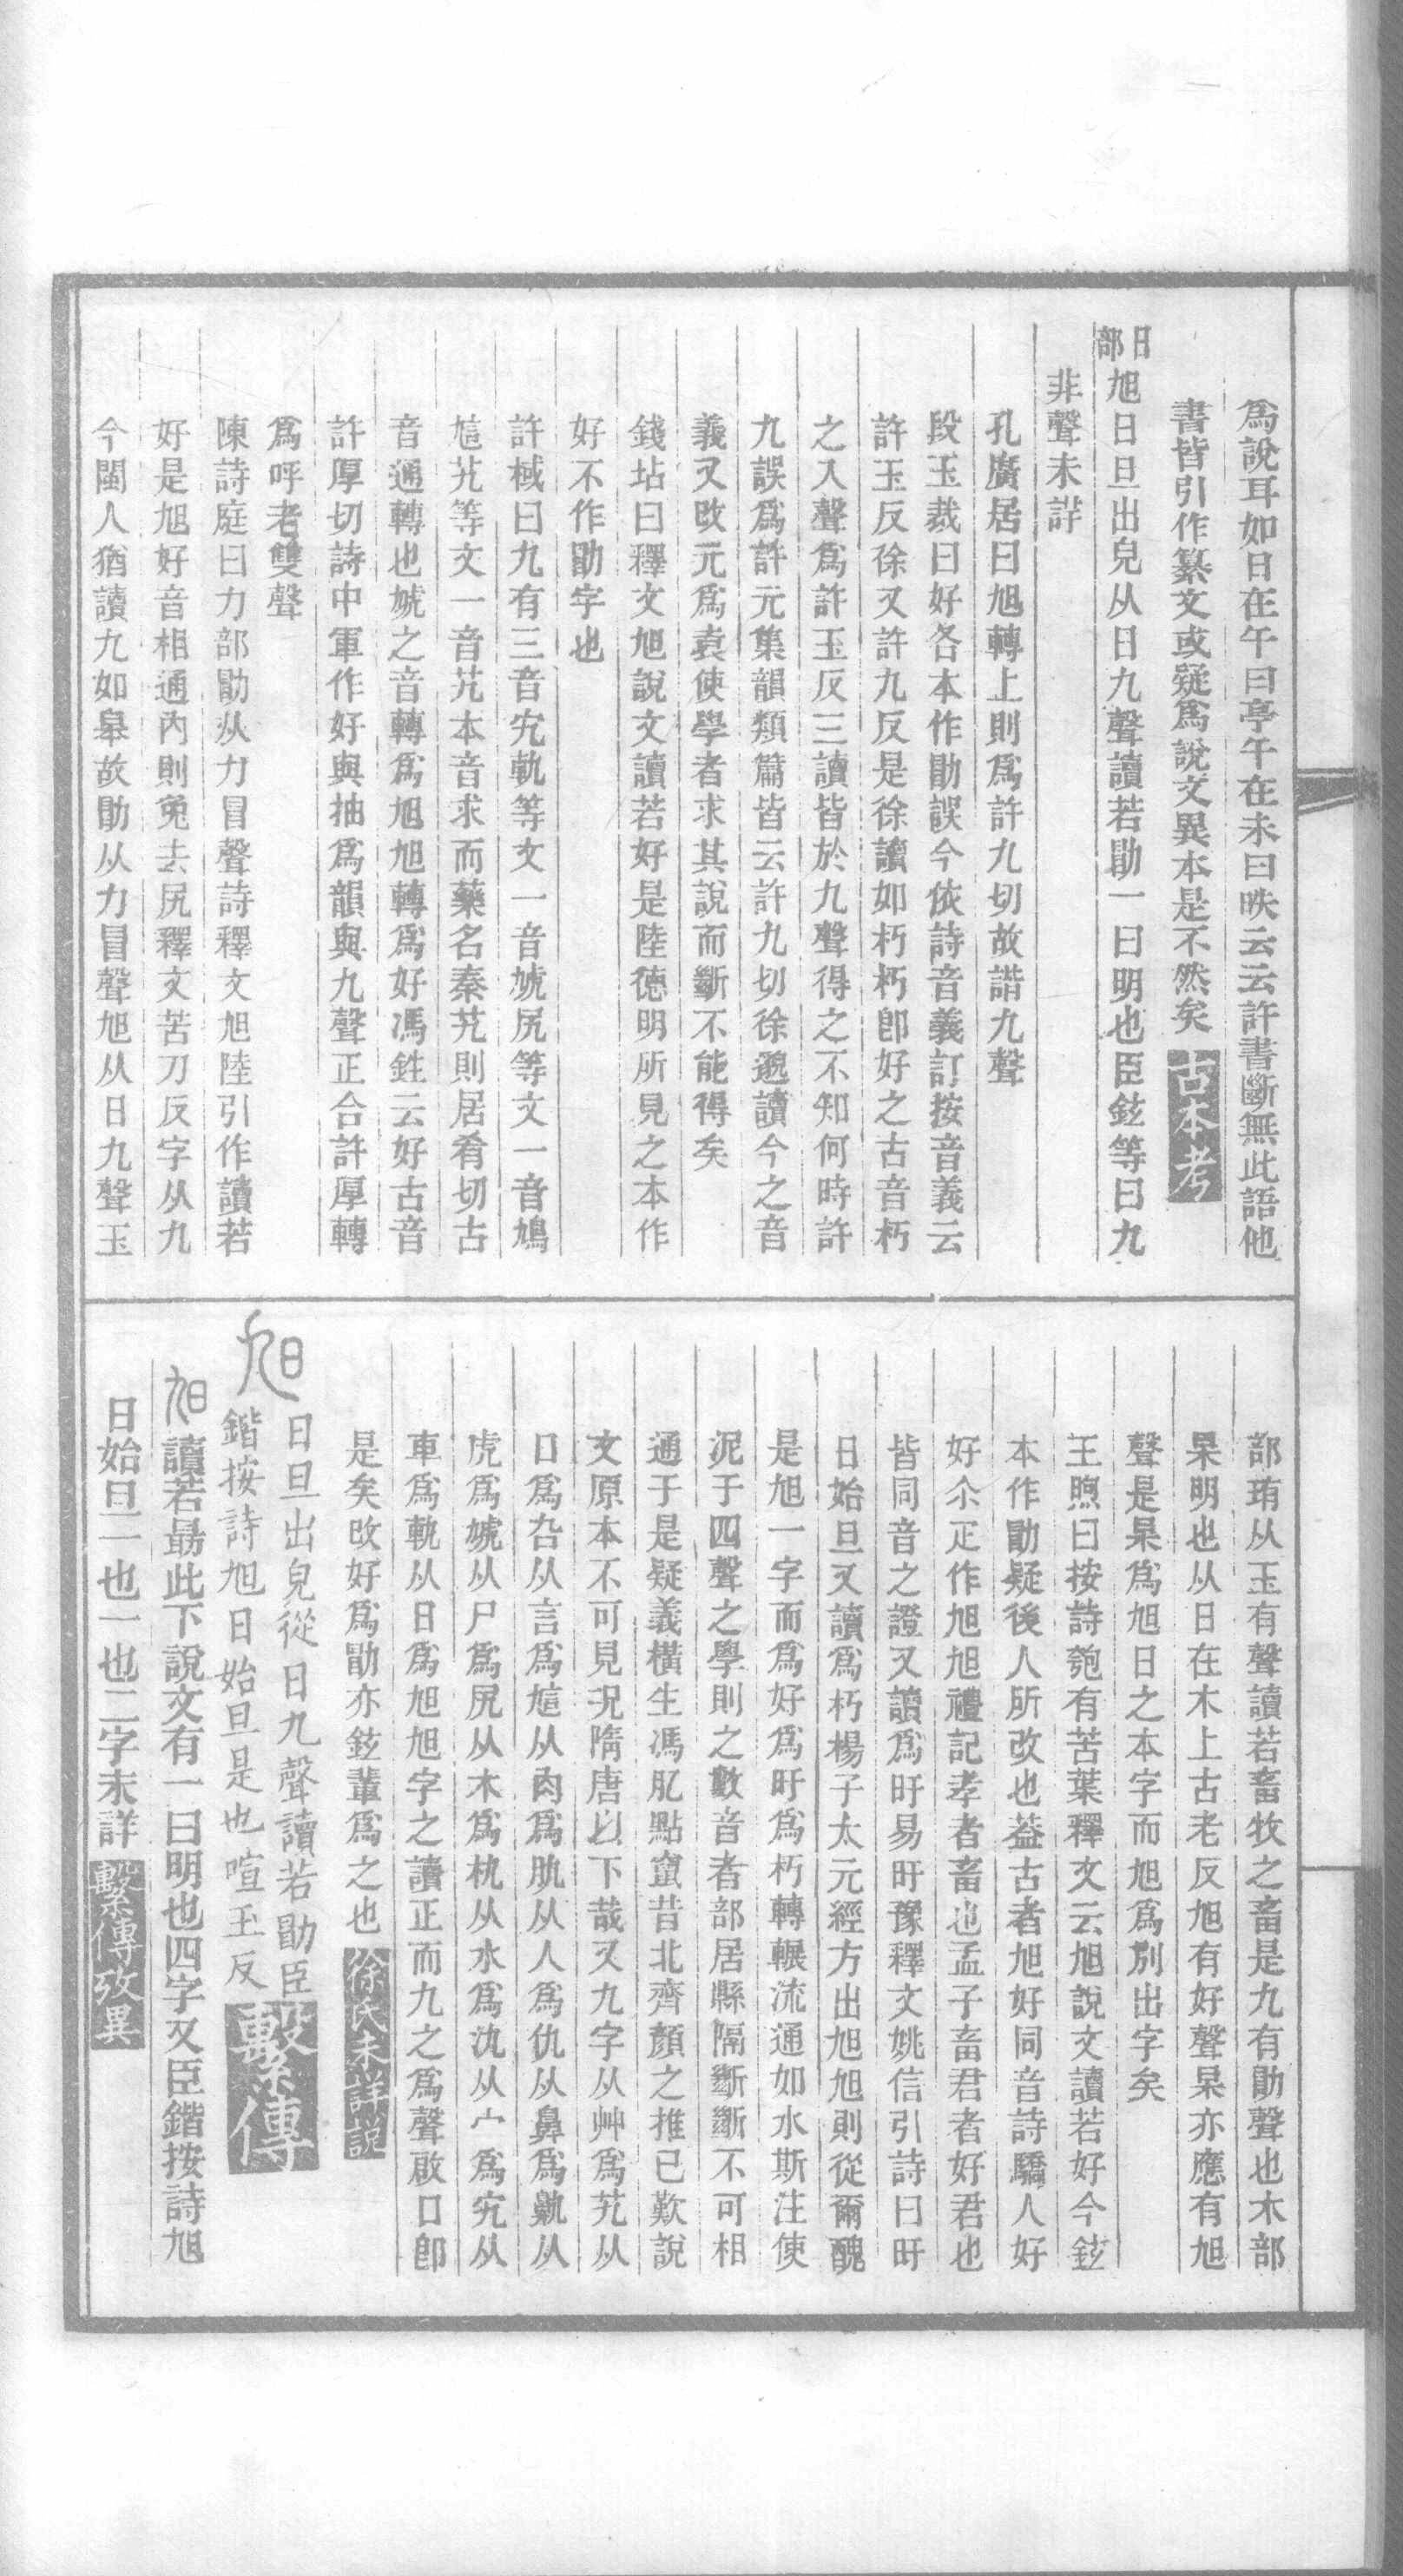 爲說耳如日在午曰亭午在未曰昳云云許書斷無此語他
書皆引作纂文或疑爲說文異本是不然矣 古本考
日部 旭日旦出皃从日九聲讀若勖一曰明也臣鉉等曰九
非聲未詳
孔廣居曰旭轉上則爲許九切故諧九聲
段玉裁曰好各本作勖誤今依詩音義訂按音義云
許玉反徐又許九反是徐讀如朽朽卽好之古音朽
之入聲爲許玉反三讀皆於九聲得之不知何時許
九誤爲許元集韻類篇皆云許九切徐邈讀今之音
義又改元爲袁使學者求其說而斷不能得矣
錢坫曰釋文旭說文讀若好是陸德明所見之本作
好不作勖字也
許棫曰九有三音宄軌等文一音虓尻等文一音鳩
訄艽等文一音艽本音求而藥名秦艽則居肴切古
音通轉也虓之音轉爲旭旭轉爲好馮鉎云好古音
許厚切詩中軍作好與抽爲韻與九聲正合許厚轉
爲呼老雙聲
陳詩庭曰力部勖从力冒聲詩釋文旭陸引作讀若
好是旭好音相通內則兔去尻釋文苦刀反字从九
今閩人猶讀九如皋故勖从力冒聲旭从日九聲玉
部珛从玉有聲讀若畜牧之畜是九有勖聲也木部
杲明也从日在木上古老反旭有好聲杲亦應有旭
聲是杲爲旭日之本字而旭爲別出字矣
王煦曰按詩匏有苦葉釋文云旭說文讀若好今鉉
本作勖疑後人所改也葢古者旭好同音詩驕人好
好尒疋作旭旭禮記孝者畜也孟子畜君者好君也
皆同音之證又讀爲旴易旴豫釋文姚信引詩曰旴
日始旦又讀爲朽楊子太元經方出旭旭則從爾醜
是旭一字而爲好爲旴爲朽轉輾流通如水斯注使
泥于四聲之學則之數音者部居縣隔斷斷不可相
通于是疑義橫生馮肊點竄昔北齊顏之推已歎說
文原本不可見況隋唐㠯下哉又九字从艸爲艽从
口爲叴从言爲訄从肉爲肍从人爲仇从鼻爲鼽从
虎爲虓从尸爲尻从木爲朹从水爲氿从宀爲宄从
車爲軌从日爲旭旭字之讀正而九之爲聲啟口卽
是矣改好爲勖亦鉉輩爲之也 徐氏未詳說
旭 日旦出皃從日九聲讀若勖臣
鍇按詩旭日始旦是也喧玉反 繫傳
旭讀若勗此下說文有一曰明也四字又臣鍇按詩旭
日始旦一也一也二字未詳 繫傳攷異